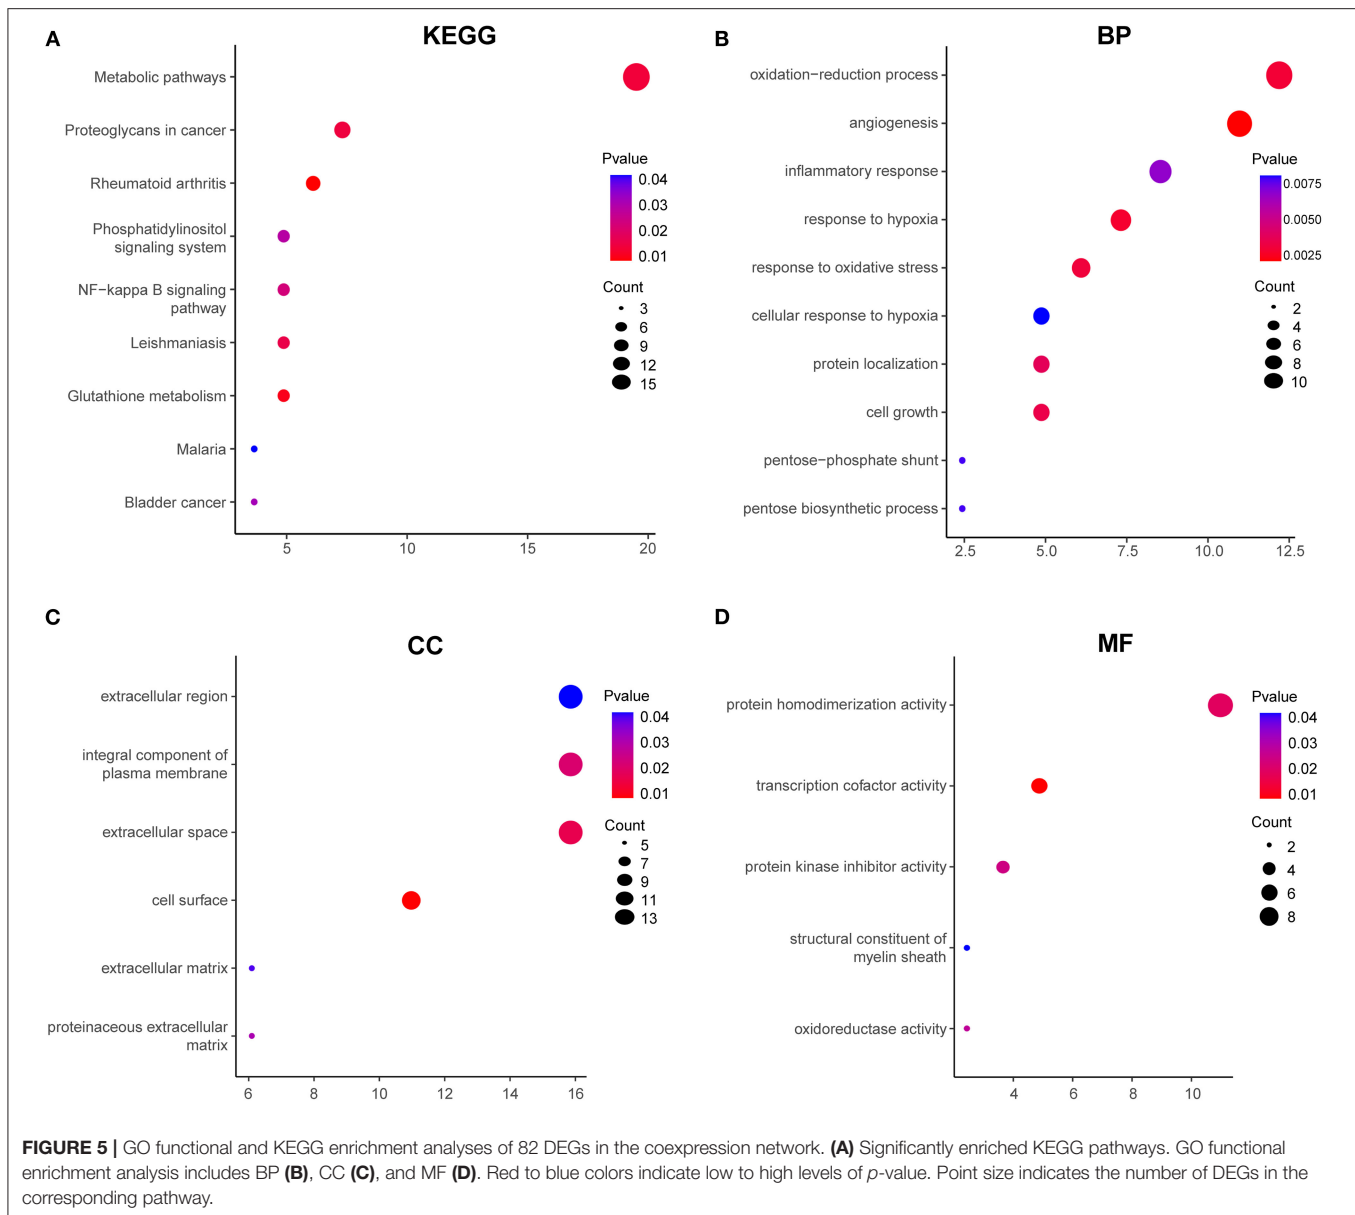 A
KEGG
Metabolic pathways
Proteoglycans in cancer
Rheumatoid arthritis
Phosphatidylinositol
signaling system
NF−kappa B signaling
pathway
Leishmaniasis
Glutathione metabolism
Malaria
Bladder cancer
5 10 15 20
Pvalue
0.04
0.03
0.02
0.01
Count
3
6
9
12
15
B
BP
oxidation−reduction process
angiogenesis
inflammatory response
response to hypoxia
response to oxidative stress
cellular response to hypoxia
protein localization
cell growth
pentose−phosphate shunt
pentose biosynthetic process
2.5 5.0 7.5 10.0 12.5
Pvalue
0.0075
0.0050
0.0025
Count
2
4
6
8
10
C
CC
extracellular region
integral component of
plasma membrane
extracellular space
cell surface
extracellular matrix
proteinaceous extracellular
matrix
6 8 10 12 14 16
Pvalue
0.04
0.03
0.02
0.01
Count
5
7
9
11
13
D
MF
protein homodimerization activity
transcription cofactor activity
protein kinase inhibitor activity
structural constituent of
myelin sheath
oxidoreductase activity
4 6 8 10
Pvalue
0.04
0.03
0.02
0.01
Count
2
4
6
8
FIGURE 5 | GO functional and KEGG enrichment analyses of 82 DEGs in the coexpression network. (A) Significantly enriched KEGG pathways. GO functional
enrichment analysis includes BP (B), CC (C), and MF (D). Red to blue colors indicate low to high levels of p-value. Point size indicates the number of DEGs in the
corresponding pathway.